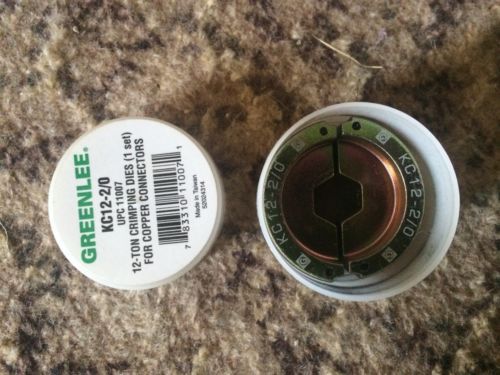 GREENLEE®
KC12-2/0
UPC 11007
12-TON CRIMPING DIES (1 set)
FOR COPPER CONNECTORS
7 83310 11007 1
Made in Taiwan
52024314
KC12-2/0
KC12-2/0